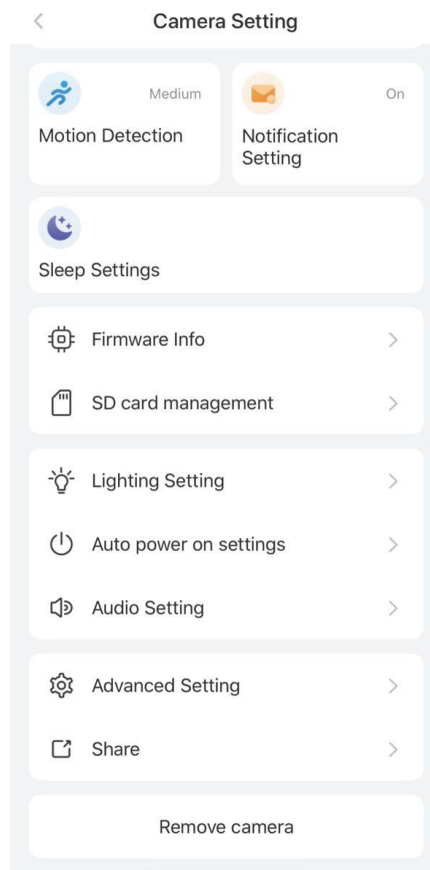 Camera Setting
Medium
Motion Detection
On
Notification
Setting
Sleep Settings
Firmware Info
SD card management
Lighting Setting
Auto power on settings
Audio Setting
Advanced Setting
Share
Remove camera